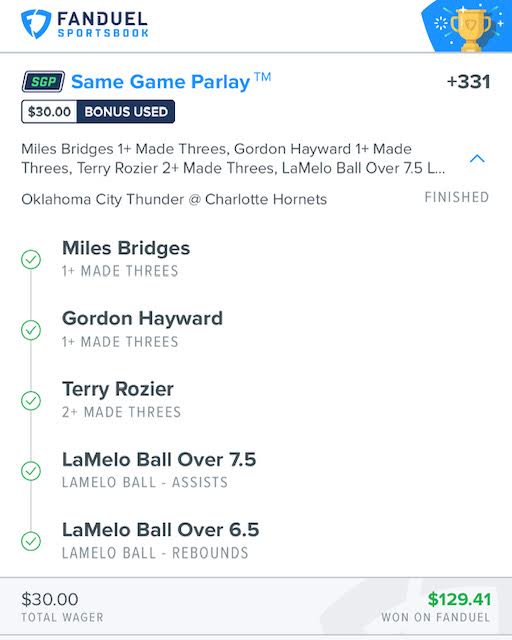 FANDUEL
SPORTSBOOK
SGP Same Game Parlay™ +331
$30.00 BONUS USED
Miles Bridges 1+ Made Threes, Gordon Hayward 1+ Made
Threes, Terry Rozier 2+ Made Threes, LaMelo Ball Over 7.5 L...
Oklahoma City Thunder @ Charlotte Hornets FINISHED
Miles Bridges
1+ MADE THREES
Gordon Hayward
1+ MADE THREES
Terry Rozier
2+ MADE THREES
LaMelo Ball Over 7.5
LAMELO BALL - ASSISTS
LaMelo Ball Over 6.5
LAMELO BALL - REBOUNDS
$30.00 $129.41
TOTAL WAGER WON ON FANDUEL